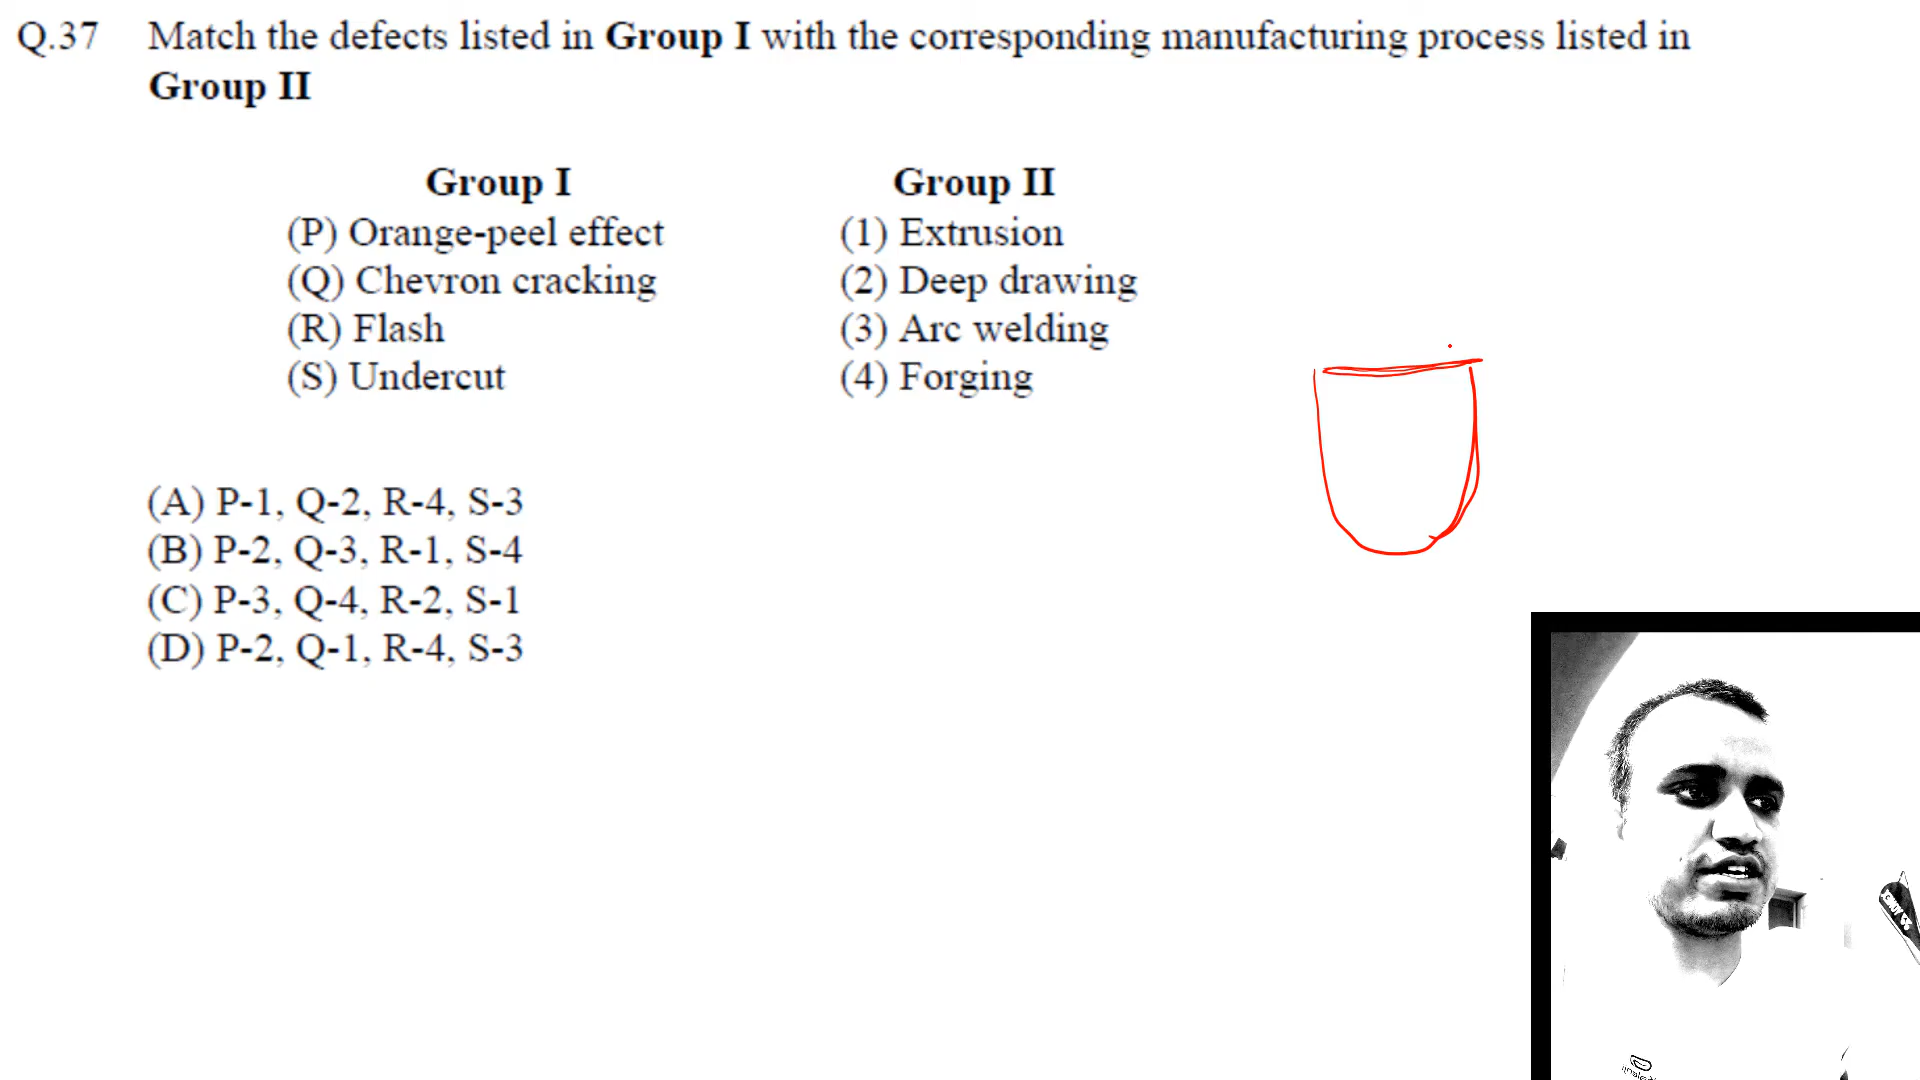 Q.37 Match the defects listed in Group I with the corresponding manufacturing process listed in
Group II
Group I Group II
(P) Orange-peel effect (1) Extrusion
(Q) Chevron cracking (2) Deep drawing
(R) Flash (3) Arc welding
(S) Undercut (4) Forging
(A) P-1, Q-2, R-4, S-3
(B) P-2, Q-3, R-1, S-4
(C) P-3, Q-4, R-2, S-1
(D) P-2, Q-1, R-4, S-3